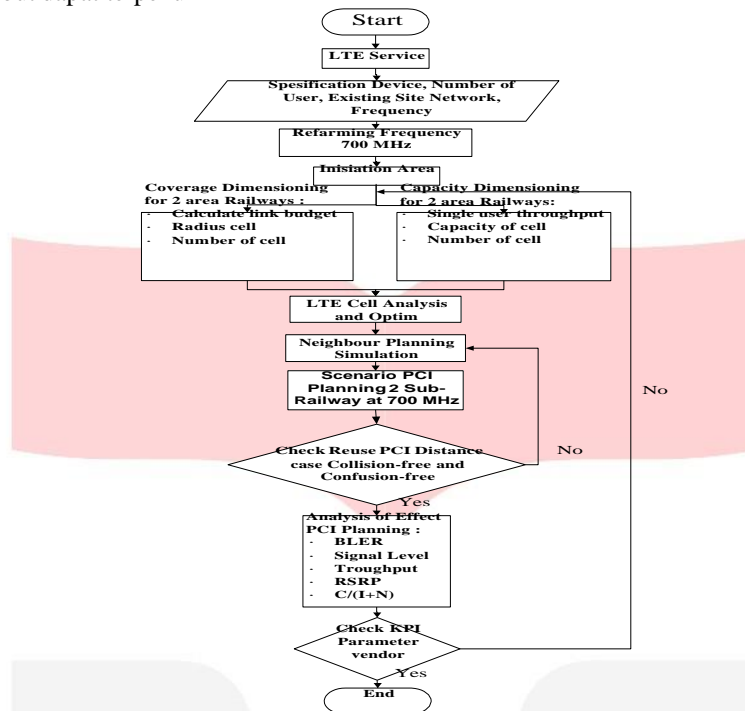 Start
LTE Service
Spesification Device, Number of
User, Existing Site Network,
Frequency
Refarming Frequency
700 MHz
Inisiation Area
Coverage Dimensioning
for 2 area Railways :
· Calculate link budget
· Radius cell
· Number of cell
Capacity Dimensioning
for 2 area Railways:
· Single user throughput
· Capacity of cell
· Number of cell
LTE Cell Analysis
and Optim
Neighbour Planning
Simulation
Scenario PCI
Planning 2 Sub-
Railway at 700 MHz
No
Check Reuse PCI Distance
case Collision-free and
Confusion-free
No
Yes
Analysis of Effect
PCI Planning :
· BLER
· Signal Level
· Troughput
· RSRP
· C/(I+N)
Check KPI
Parameter
vendor
Yes
End